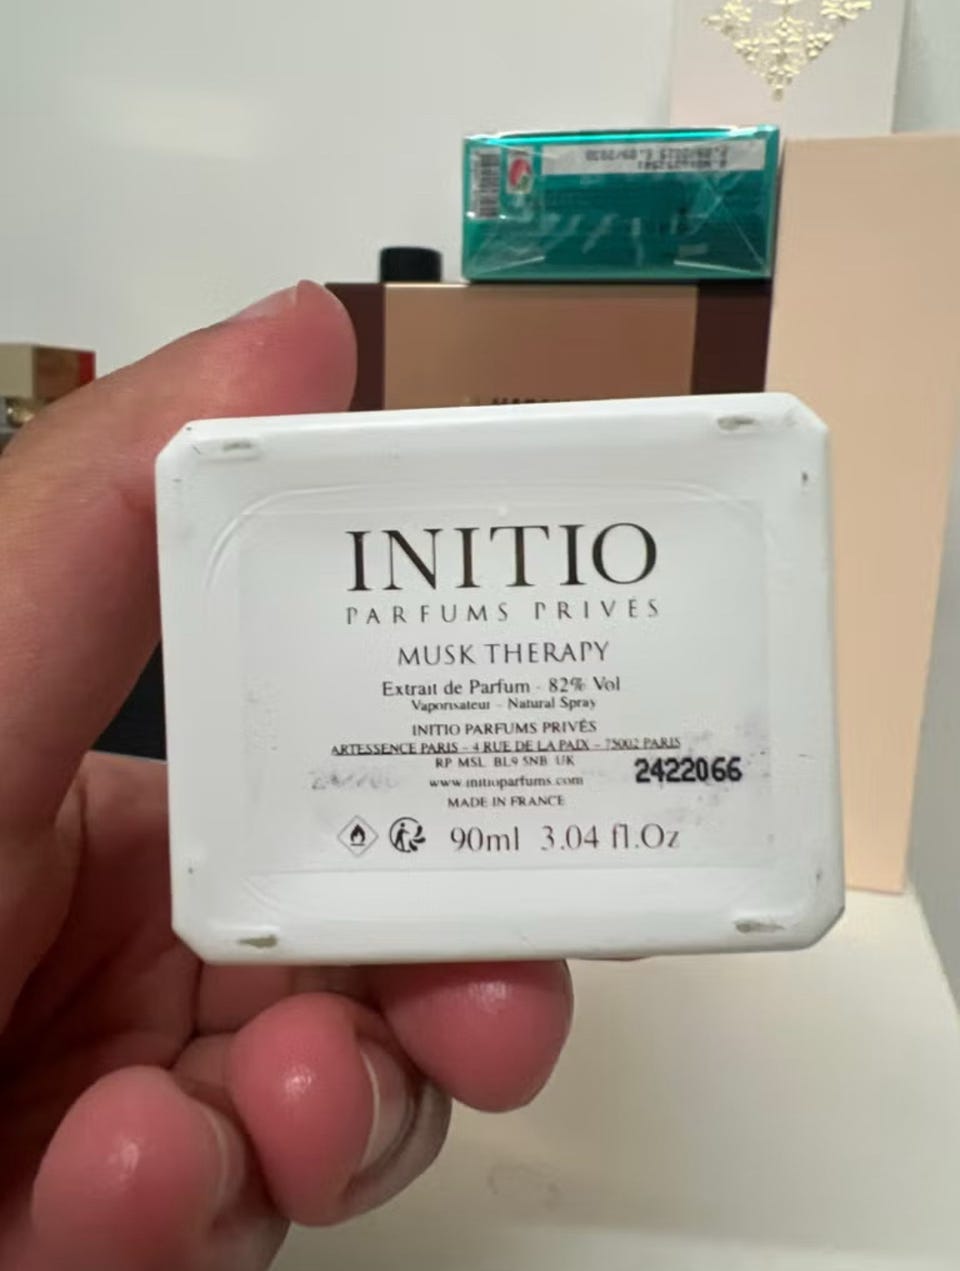 INITIO
PARFUMS PRIVÉS
MUSK THERAPY
Extrait de Parfum - 82% Vol
Vaporisateur - Natural Spray
INITIO PARFUMS PRIVÉS
ARTESSENCE PARIS - 4 RUE DE LA PAIX - 75002 PARIS
RP MSL BL9 5NB UK
2422066
www.initioparfums.com
MADE IN FRANCE
90ml 3.04 fl.Oz